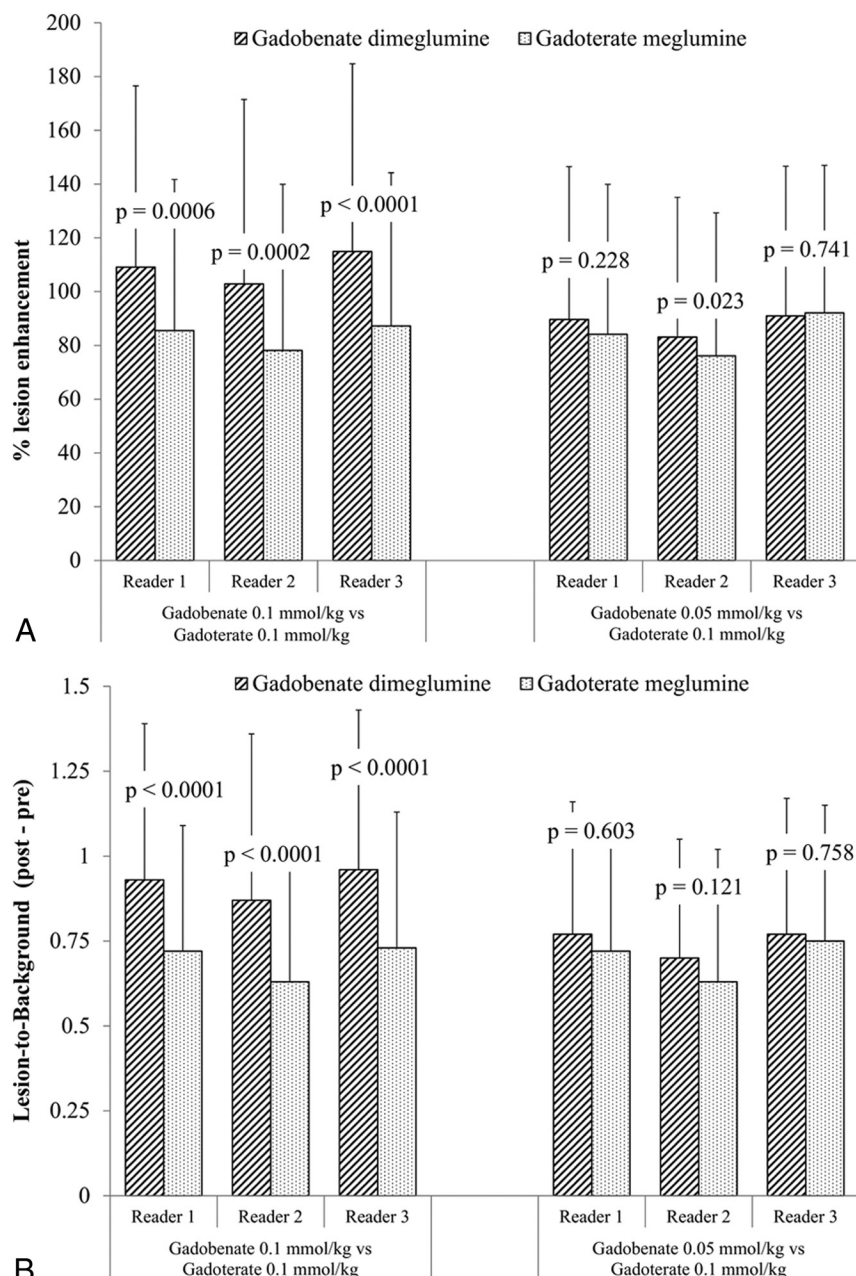 200
Gadobenate dimeglumine Gadoterate meglumine
180
160
140
p = 0.0006 p = 0.0002 p < 0.0001
p = 0.228 p = 0.023 p = 0.741
120
100
80
60
40
20
0
% lesion enhancement
Reader 1 Reader 2 Reader 3 Reader 1 Reader 2 Reader 3
Gadobenate 0.1 mmol/kg vs
Gadoterate 0.1 mmol/kg
Gadobenate 0.05 mmol/kg vs
Gadoterate 0.1 mmol/kg
A
Gadobenate dimeglumine Gadoterate meglumine
1.5
1.25
p < 0.0001 p < 0.0001 p < 0.0001
p = 0.603 p = 0.121 p = 0.758
1
0.75
0.5
0.25
0
Lesion-to-Background (post - pre)
Reader 1 Reader 2 Reader 3 Reader 1 Reader 2 Reader 3
Gadobenate 0.1 mmol/kg vs
Gadoterate 0.1 mmol/kg
Gadobenate 0.05 mmol/kg vs
Gadoterate 0.1 mmol/kg
B